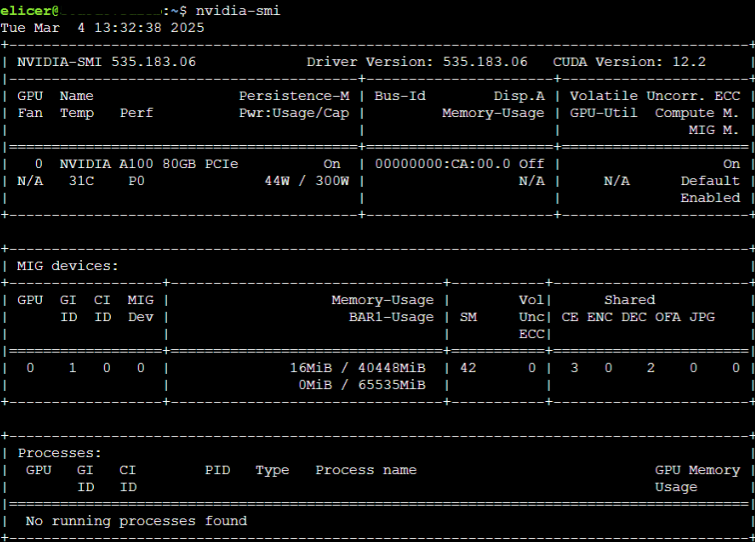 elicer@:~$ nvidia-smi
Tue Mar  4 13:32:38 2025
+---------------------------------------------------------------------------------------+
| NVIDIA-SMI 535.183.06             Driver Version: 535.183.06   CUDA Version: 12.2     |
|-----------------------------------------+----------------------+----------------------+
| GPU  Name                 Persistence-M | Bus-Id        Disp.A | Volatile Uncorr. ECC |
| Fan  Temp   Perf          Pwr:Usage/Cap |         Memory-Usage | GPU-Util  Compute M. |
|                                         |                      |               MIG M. |
|=========================================+======================+======================|
|   0  NVIDIA A100 80GB PCIe          On  | 00000000:CA:00.0 Off |                   On |
| N/A   31C    P0              44W / 300W |                  N/A |     N/A      Default |
|                                         |                      |              Enabled |
+-----------------------------------------+----------------------+----------------------+

+---------------------------------------------------------------------------------------+
| MIG devices:                                                                          |
+------------------+--------------------------------+-----------+-----------------------+
| GPU  GI  CI  MIG |                   Memory-Usage |        Vol|      Shared           |
|      ID  ID  Dev |                     BAR1-Usage | SM     Unc| CE ENC DEC OFA JPG    |
|                  |                                |        ECC|                       |
|==================+================================+===========+=======================|
|  0    1   0   0  |              16MiB / 40448MiB  | 42      0 |  3   0    2    0    0 |
|                  |               0MiB / 65535MiB  |           |                       |
+------------------+--------------------------------+-----------+-----------------------+

+---------------------------------------------------------------------------------------+
| Processes:                                                                            |
|  GPU   GI   CI        PID   Type   Process name                            GPU Memory |
|        ID   ID                                                             Usage      |
|=======================================================================================|
|  No running processes found                                                           |
+---------------------------------------------------------------------------------------+